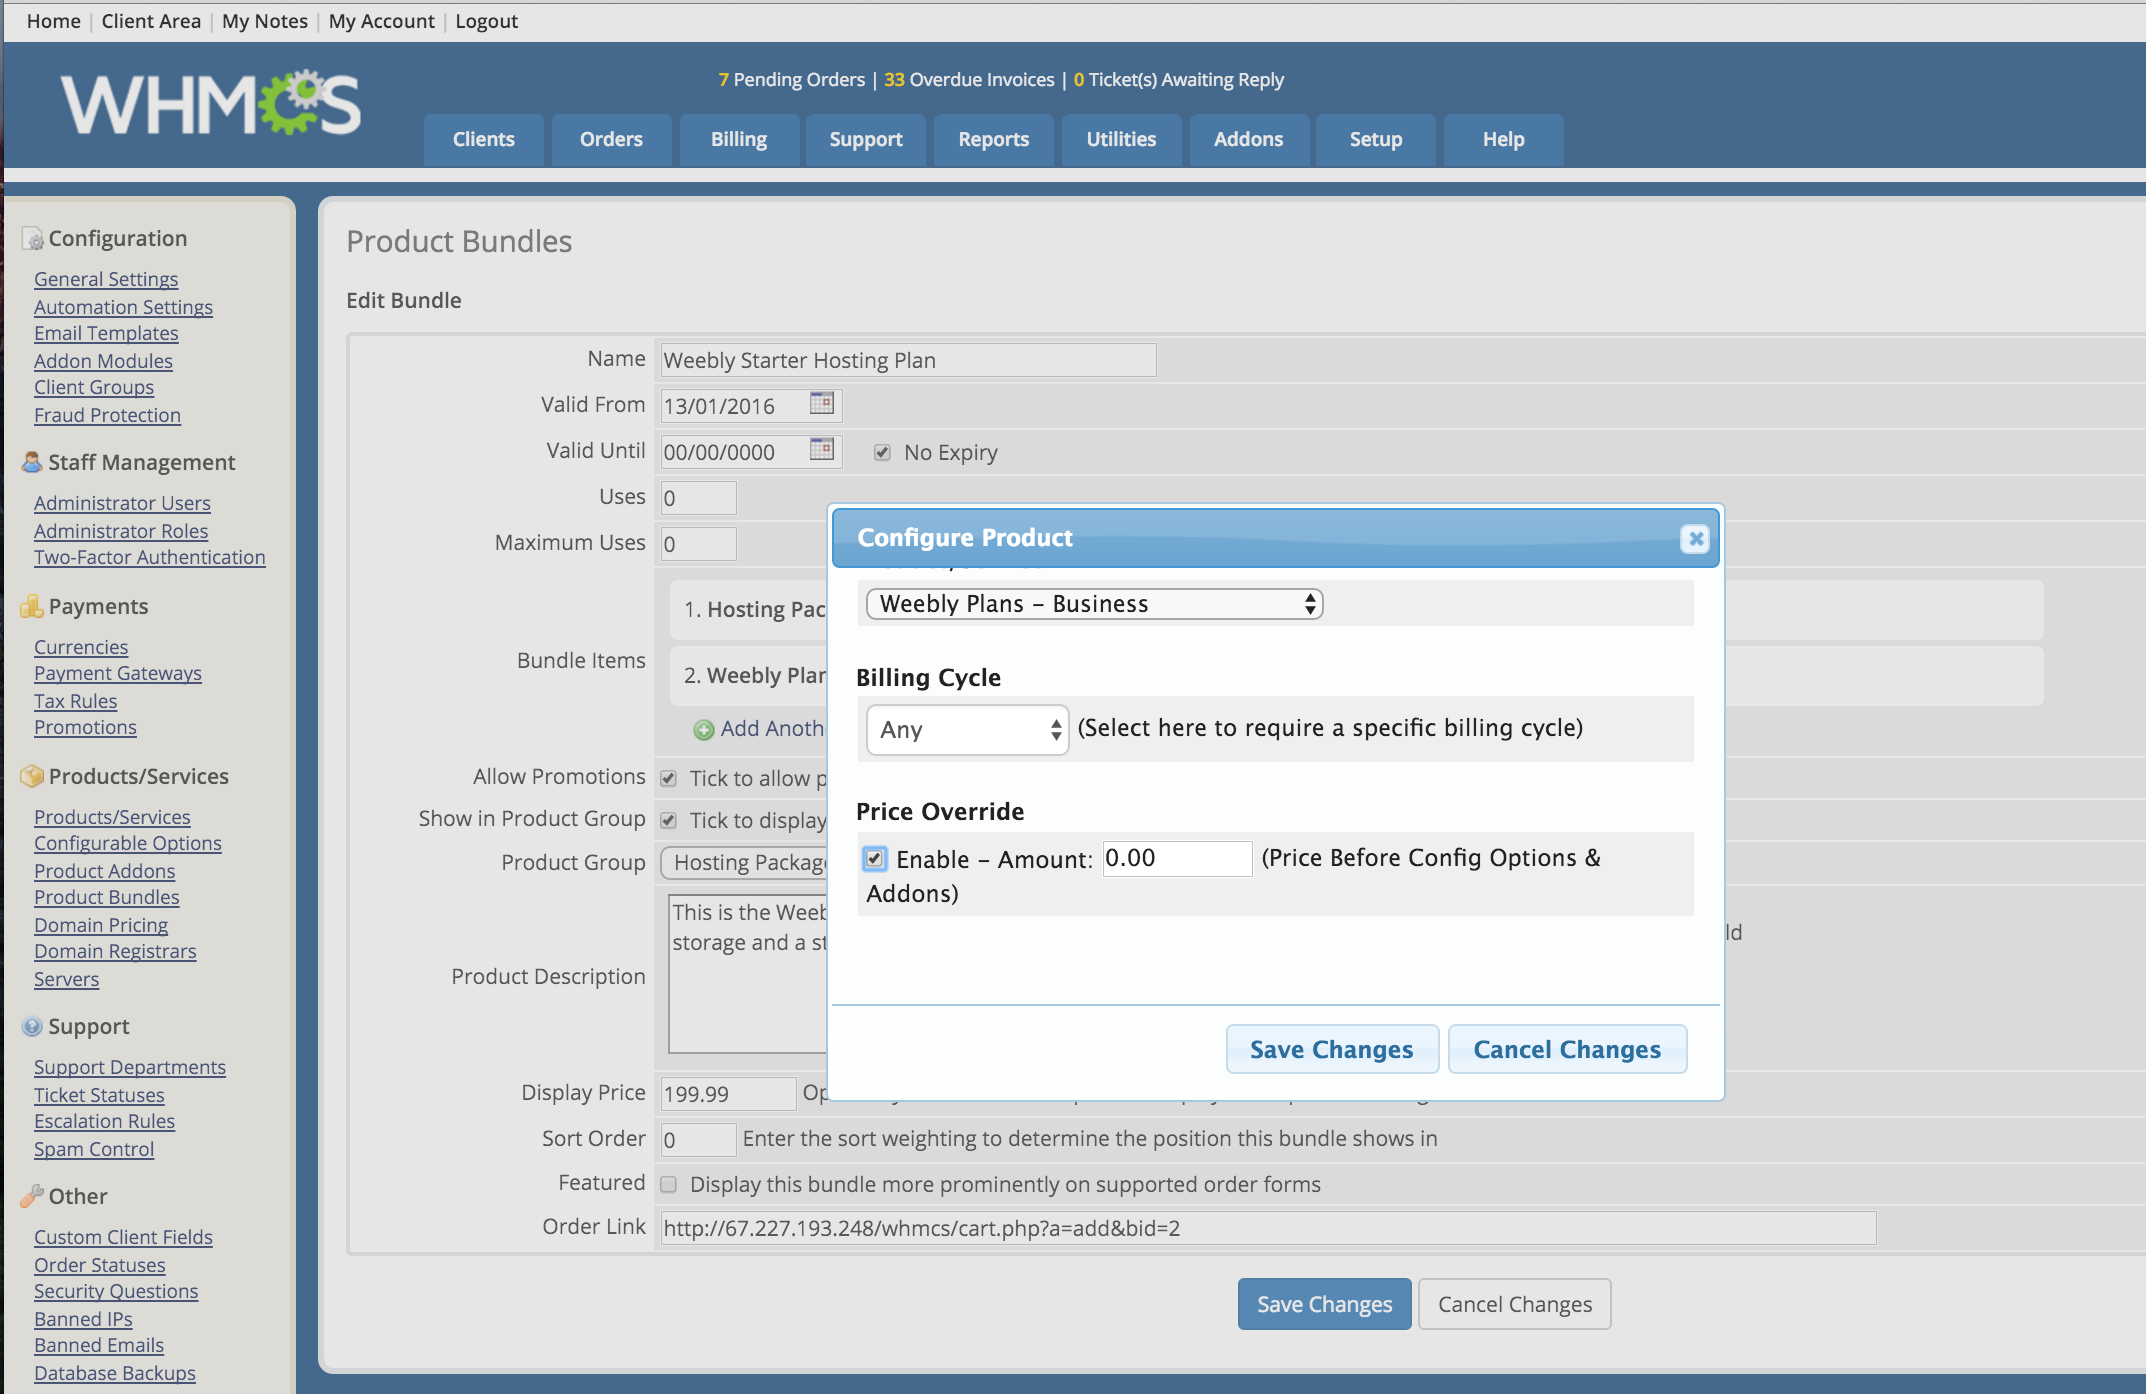 Home | Client Area | My Notes | My Account | Logout
WHMCS
7 Pending Orders | 33 Overdue Invoices | 0 Ticket(s) Awaiting Reply
Clients Orders Billing Support Reports Utilities Addons Setup Help
Configuration
General Settings
Automation Settings
Email Templates
Addon Modules
Client Groups
Fraud Protection
Staff Management
Administrator Users
Administrator Roles
Two-Factor Authentication
Payments
Currencies
Payment Gateways
Tax Rules
Promotions
Products/Services
Products/Services
Configurable Options
Product Addons
Product Bundles
Domain Pricing
Domain Registrars
Servers
Support
Support Departments
Ticket Statuses
Escalation Rules
Spam Control
Other
Custom Client Fields
Order Statuses
Security Questions
Banned IPs
Banned Emails
Database Backups
Product Bundles
Edit Bundle
Name Weebly Starter Hosting Plan
Valid From 13/01/2016
Valid Until 00/00/0000 No Expiry
Uses 0
Maximum Uses 0
Bundle Items
1. Hosting Pac
2. Weebly Plan
Add Anoth
Allow Promotions Tick to allow p
Show in Product Group Tick to display
Product Group Hosting Package
Product Description
This is the Weeb
storage and a st
ld
Display Price 199.99 Op
Sort Order 0 Enter the sort weighting to determine the position this bundle shows in
Featured Display this bundle more prominently on supported order forms
Order Link http://67.227.193.248/whmcs/cart.php?a=add&bid=2
Save Changes Cancel Changes
Configure Product
Weebly Plans – Business
Billing Cycle
Any (Select here to require a specific billing cycle)
Price Override
Enable – Amount: 0.00 (Price Before Config Options &
Addons)
Save Changes Cancel Changes